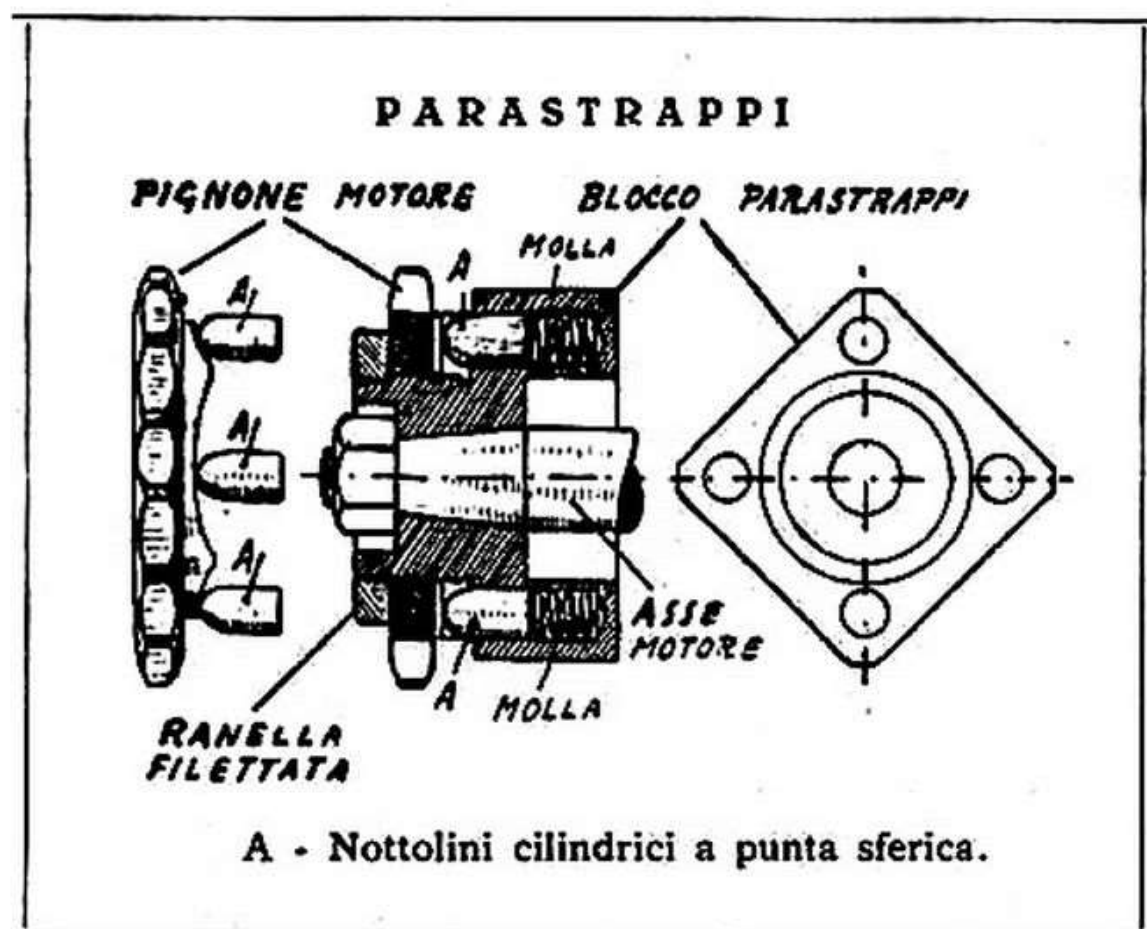 PARASTRAPPI
PIGNONE MOTORE
BLOCCO PARASTRAPPI
MOLLA
A
A
A
A
ASSE
MOTORE
A
MOLLA
RANELLA
FILETTATA
A - Nottolini cilindrici a punta sferica.